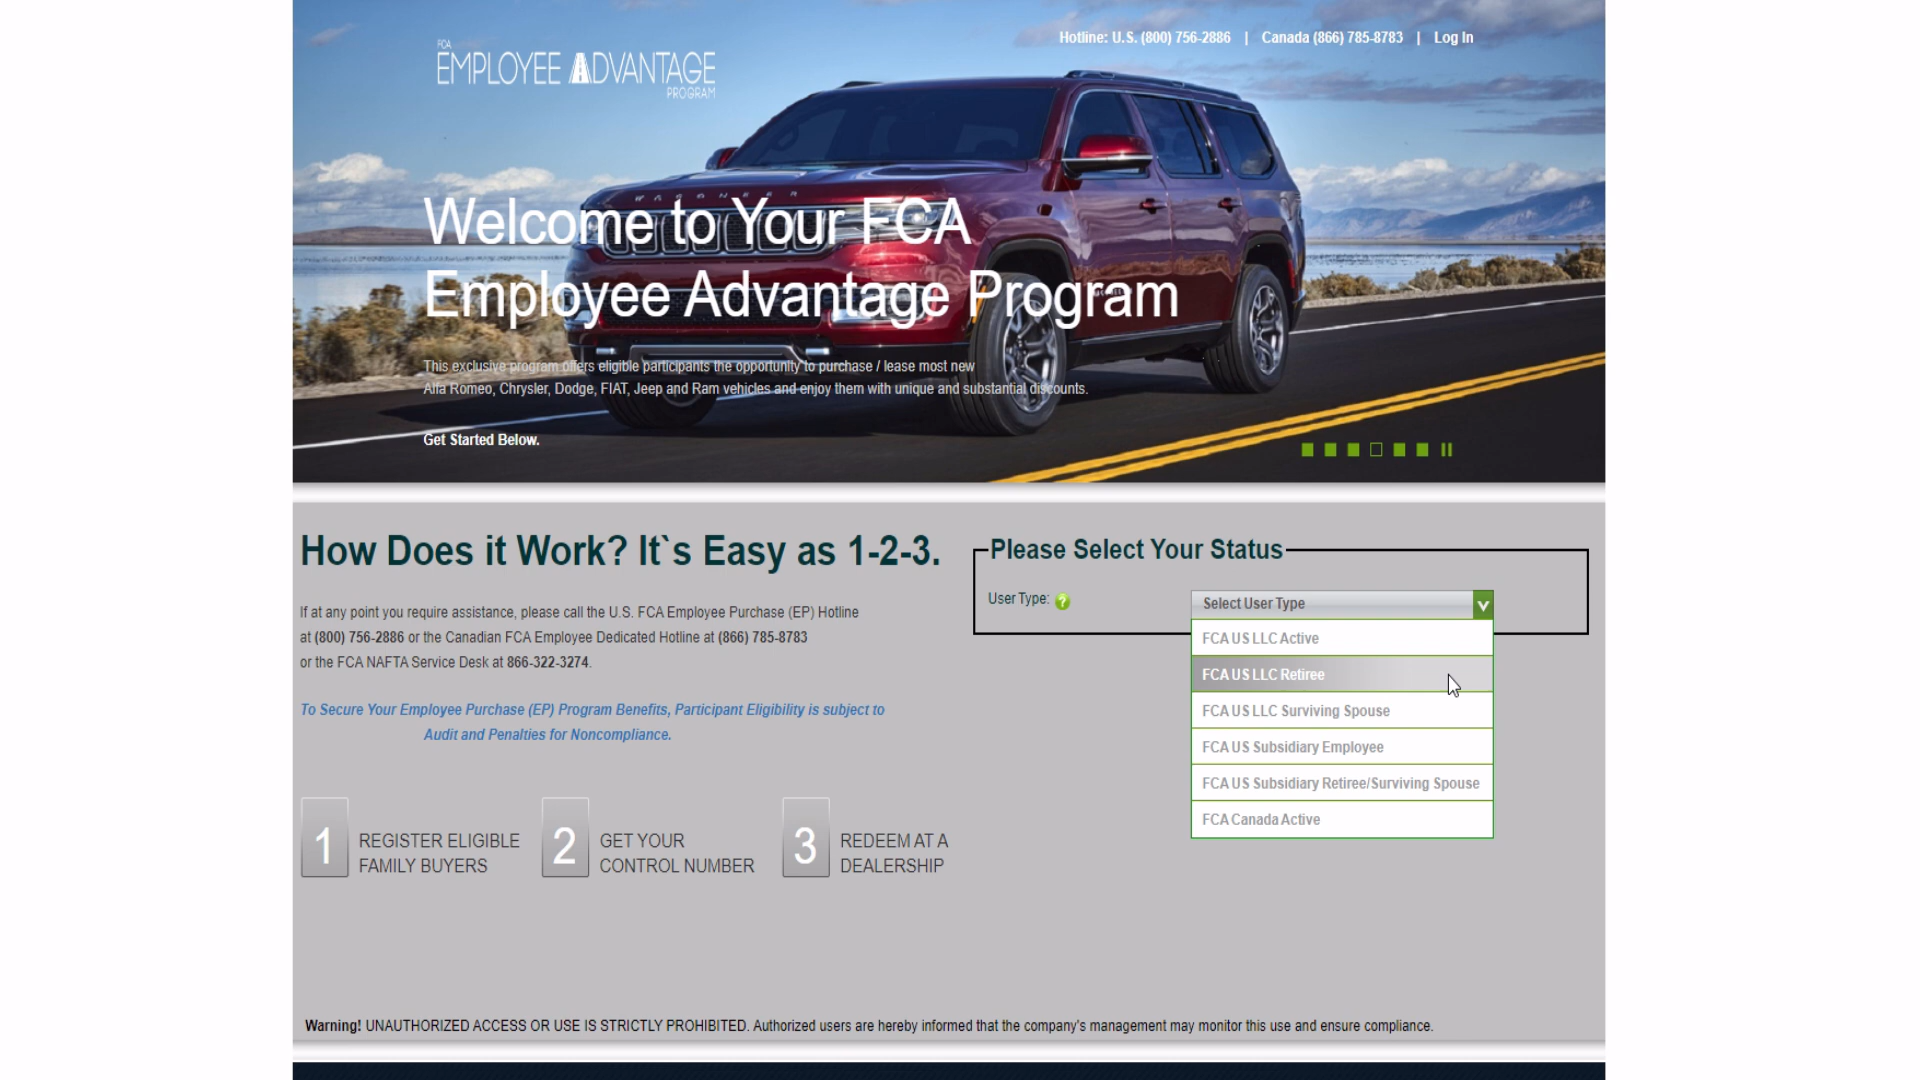 FCA
EMPLOYEE ADVANTAGE
PROGRAM
Hotline: U.S. (800) 756-2886 | Canada (866) 785-8783 | Log In
WAGONEER
Welcome to Your FCA
Employee Advantage Program
This exclusive program offers eligible participants the opportunity to purchase / lease most new
Alfa Romeo, Chrysler, Dodge, FIAT, Jeep and Ram vehicles and enjoy them with unique and substantial discounts.
Get Started Below.
How Does it Work? It`s Easy as 1-2-3.
If at any point you require assistance, please call the U.S. FCA Employee Purchase (EP) Hotline
at (800) 756-2886 or the Canadian FCA Employee Dedicated Hotline at (866) 785-8783
or the FCA NAFTA Service Desk at 866-322-3274.
To Secure Your Employee Purchase (EP) Program Benefits, Participant Eligibility is subject to
Audit and Penalties for Noncompliance.
1 REGISTER ELIGIBLE
FAMILY BUYERS
2 GET YOUR
CONTROL NUMBER
3 REDEEM AT A
DEALERSHIP
Please Select Your Status
User Type: ?
Select User Type
FCA US LLC Active
FCA US LLC Retiree
FCA US LLC Surviving Spouse
FCA US Subsidiary Employee
FCA US Subsidiary Retiree/Surviving Spouse
FCA Canada Active
Warning! UNAUTHORIZED ACCESS OR USE IS STRICTLY PROHIBITED. Authorized users are hereby informed that the company's management may monitor this use and ensure compliance.